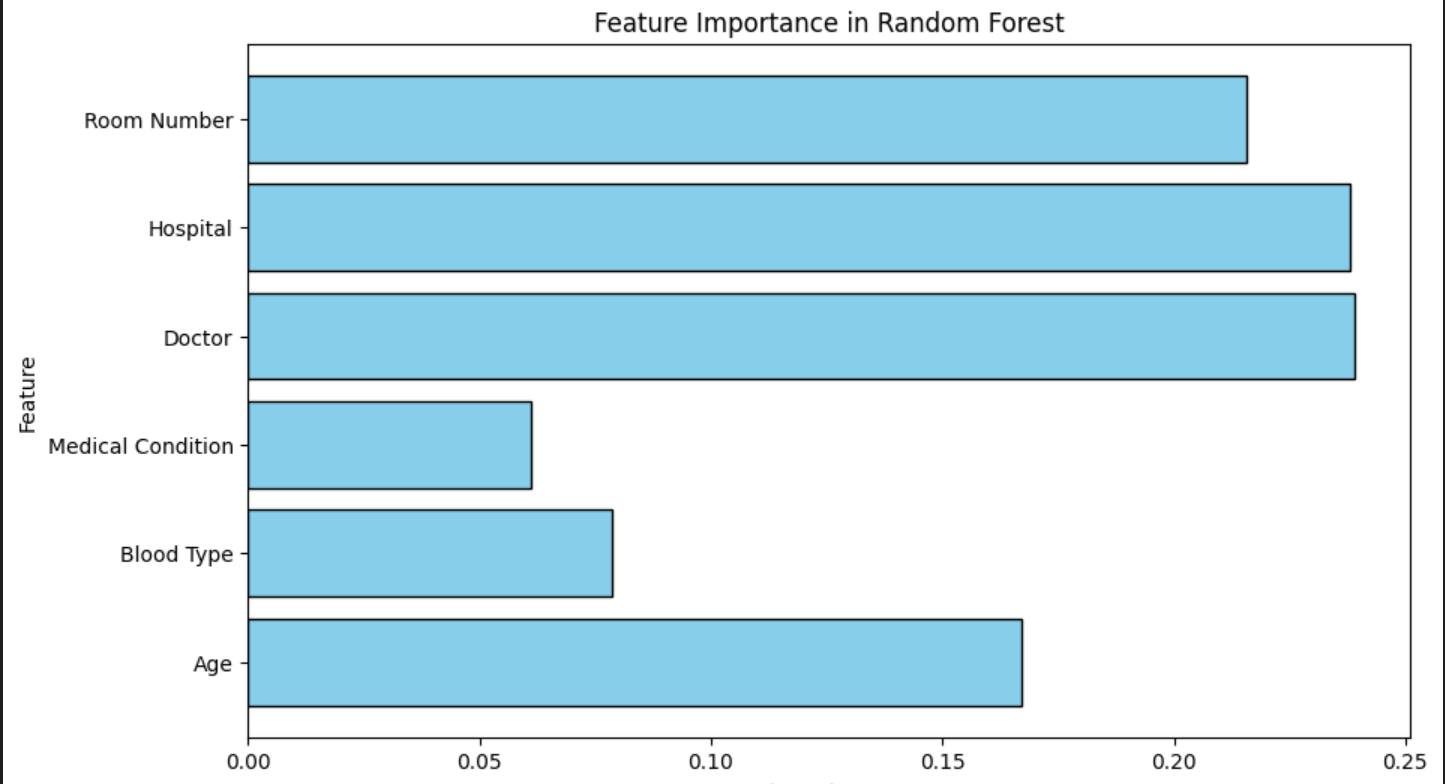 Feature Importance in Random Forest
Room Number
Hospital
Doctor
Medical Condition
Blood Type
Age
Feature
0.00 0.05 0.10 0.15 0.20 0.25